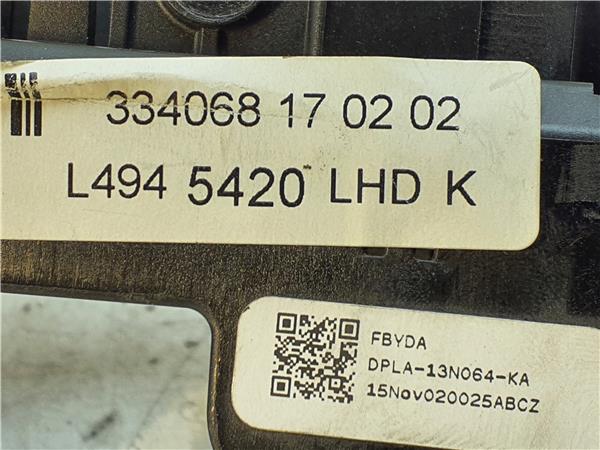 334068 17 02 02
L494 5420 LHD K
FBYDA
DPLA-13N064-KA
15Nov020025ABCZ